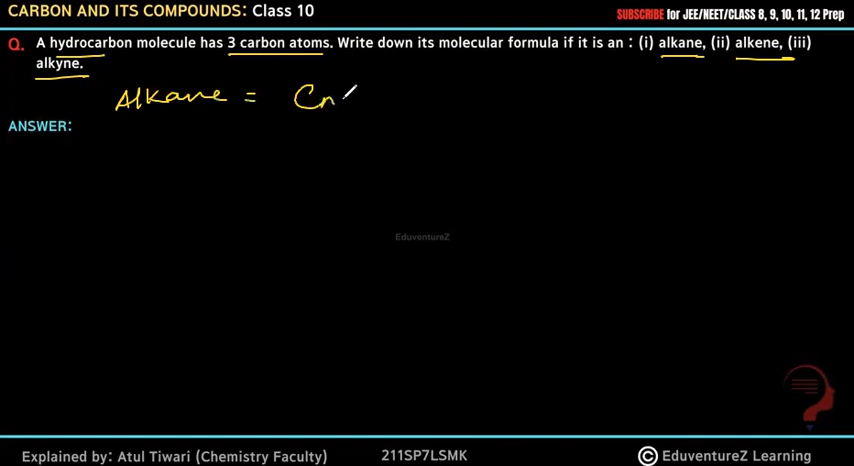 CARBON AND ITS COMPOUNDS: Class 10
SUBSCRIBE for JEE/NEET/CLASS 8, 9, 10, 11, 12 Prep
Q. A hydrocarbon molecule has 3 carbon atoms. Write down its molecular formula if it is an : (i) alkane, (ii) alkene, (iii)
alkyne.
Alkane = Cn
ANSWER:
EduventureZ
Explained by: Atul Tiwari (Chemistry Faculty)
211SP7LSMK
© EduventureZ Learning